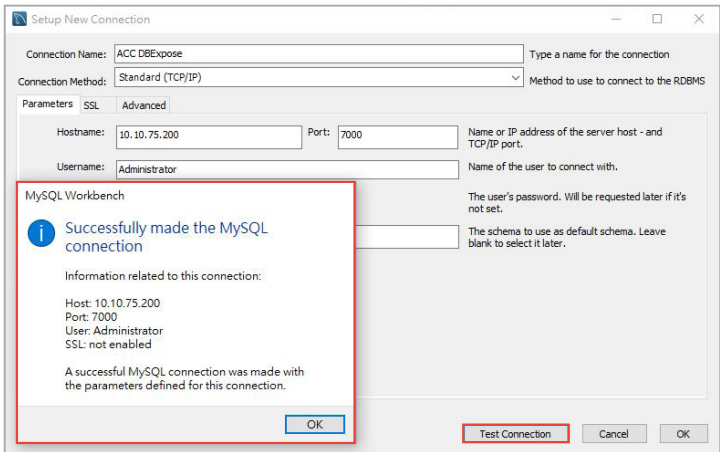 Setup New Connection
Connection Name: ACC DBExpose Type a name for the connection
Connection Method: Standard (TCP/IP) Method to use to connect to the RDBMS
Parameters SSL Advanced
Hostname: 10.10.75.200 Port: 7000 Name or IP address of the server host - and
TCP/IP port.
Username: Administrator Name of the user to connect with.
The user's password. Will be requested later if it's
not set.
The schema to use as default schema. Leave
blank to select it later.
MySQL Workbench
Successfully made the MySQL
connection
Information related to this connection:
Host: 10.10.75.200
Port: 7000
User: Administrator
SSL: not enabled
A successful MySQL connection was made with
the parameters defined for this connection.
OK
Test Connection Cancel OK